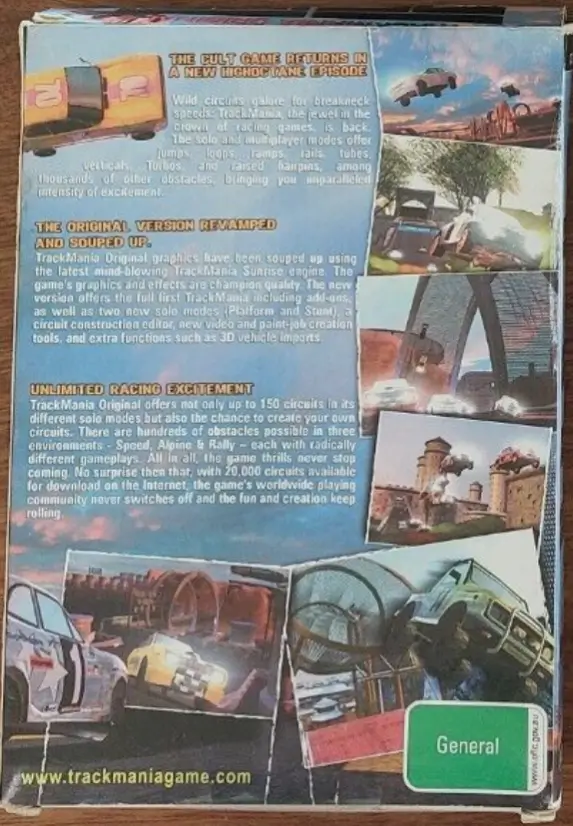 THE CULT GAME RETURNS IN
A NEW HIGHOCTANE EPISODE
Wild circuits galore for breakneck
speeds: TrackMania, the jewel in the
crown of racing games, is back.
The solo and multiplayer modes offer
jumps, loops, ramps, rails, tubes,
verticals, Turbos, and raised hairpins, among
thousands of other obstacles, bringing you unparalleled
intensity of excitement.
THE ORIGINAL VERSION REVAMPED
AND SOUPED UP.
TrackMania Original graphics have been souped up using
the latest mind-blowing TrackMania Sunrise engine. The
game's graphics and effects are champion quality. The new
version offers the full first TrackMania including add-ons,
as well as two new solo modes (Platform and Stunt), a
circuit construction editor, new video and paint-job creation
tools, and extra functions such as 3D vehicle imports.
UNLIMITED RACING EXCITEMENT
TrackMania Original offers not only up to 150 circuits in its
different solo modes but also the chance to create your own
circuits. There are hundreds of obstacles possible in three
environments - Speed, Alpine & Rally - each with radically
different gameplays. All in all, the game thrills never stop
coming. No surprise then that, with 20,000 circuits available
for download on the Internet, the game's worldwide playing
community never switches off and the fun and creation keep
rolling.
General
www.oflc.gov.au
www.trackmaniagame.com